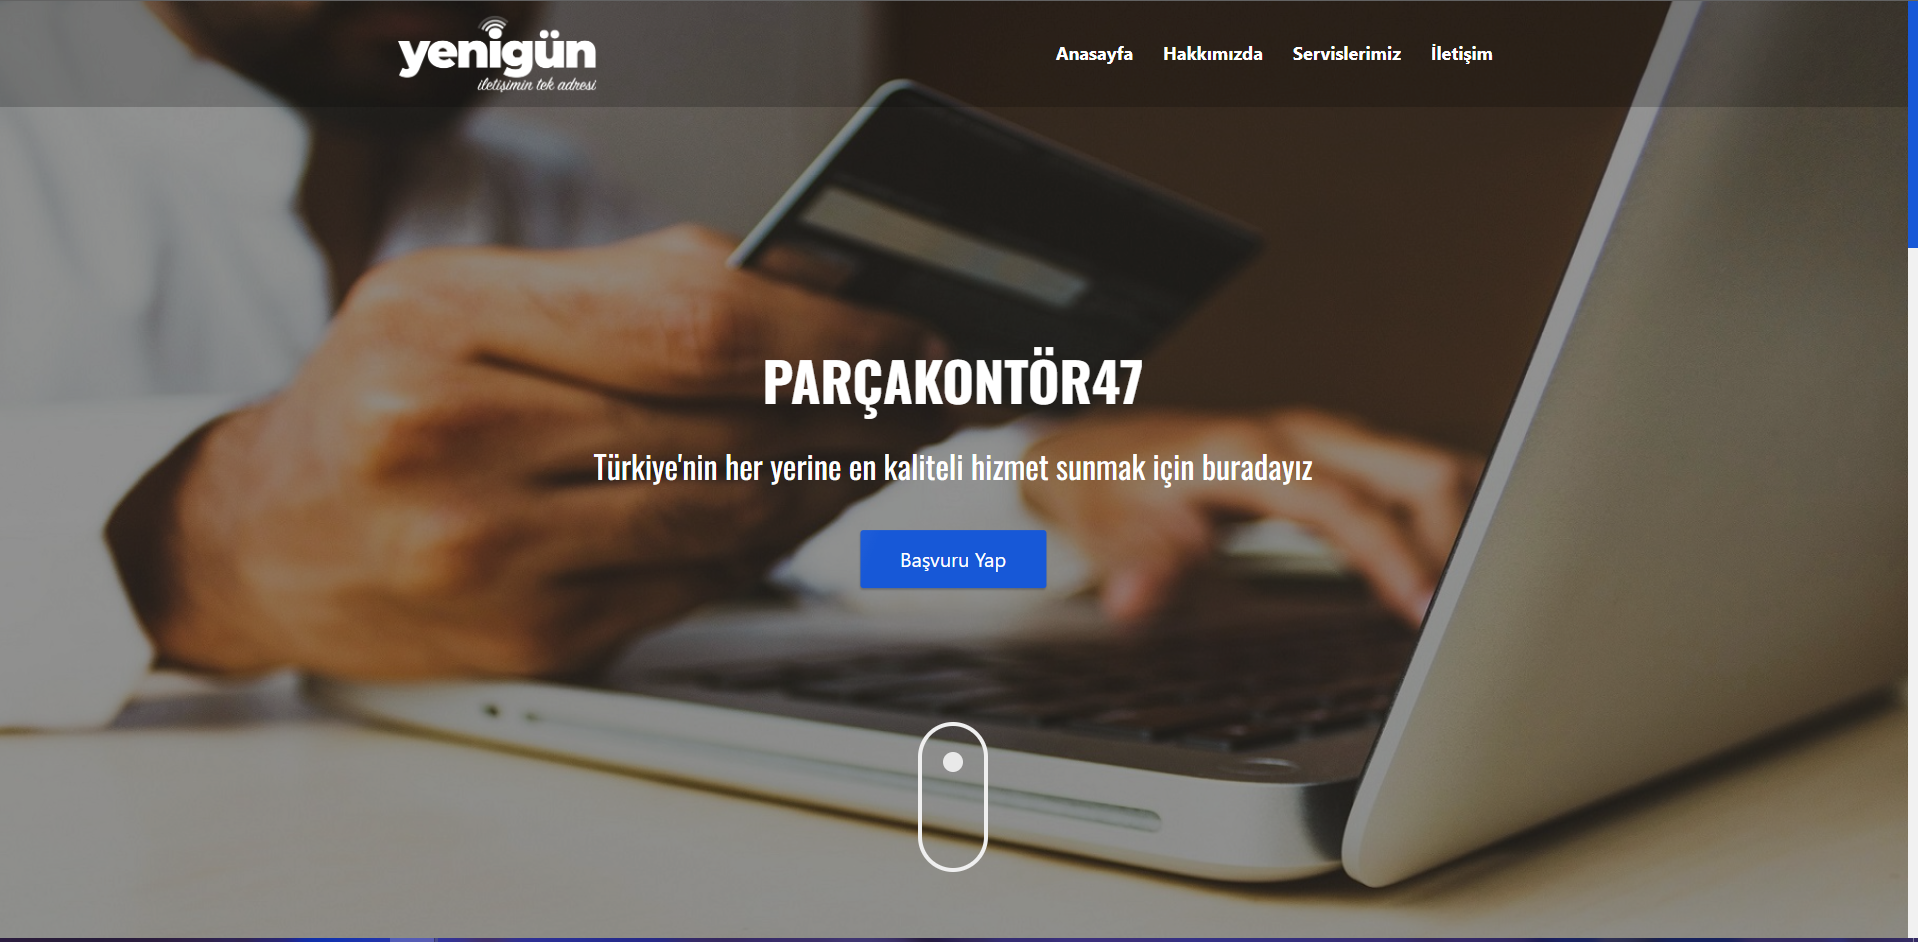 yenigün
iletişimin tek adresi
Anasayfa Hakkımızda Servislerimiz İletişim
PARÇAKONTÖR47
Türkiye'nin her yerine en kaliteli hizmet sunmak için buradayız
Başvuru Yap